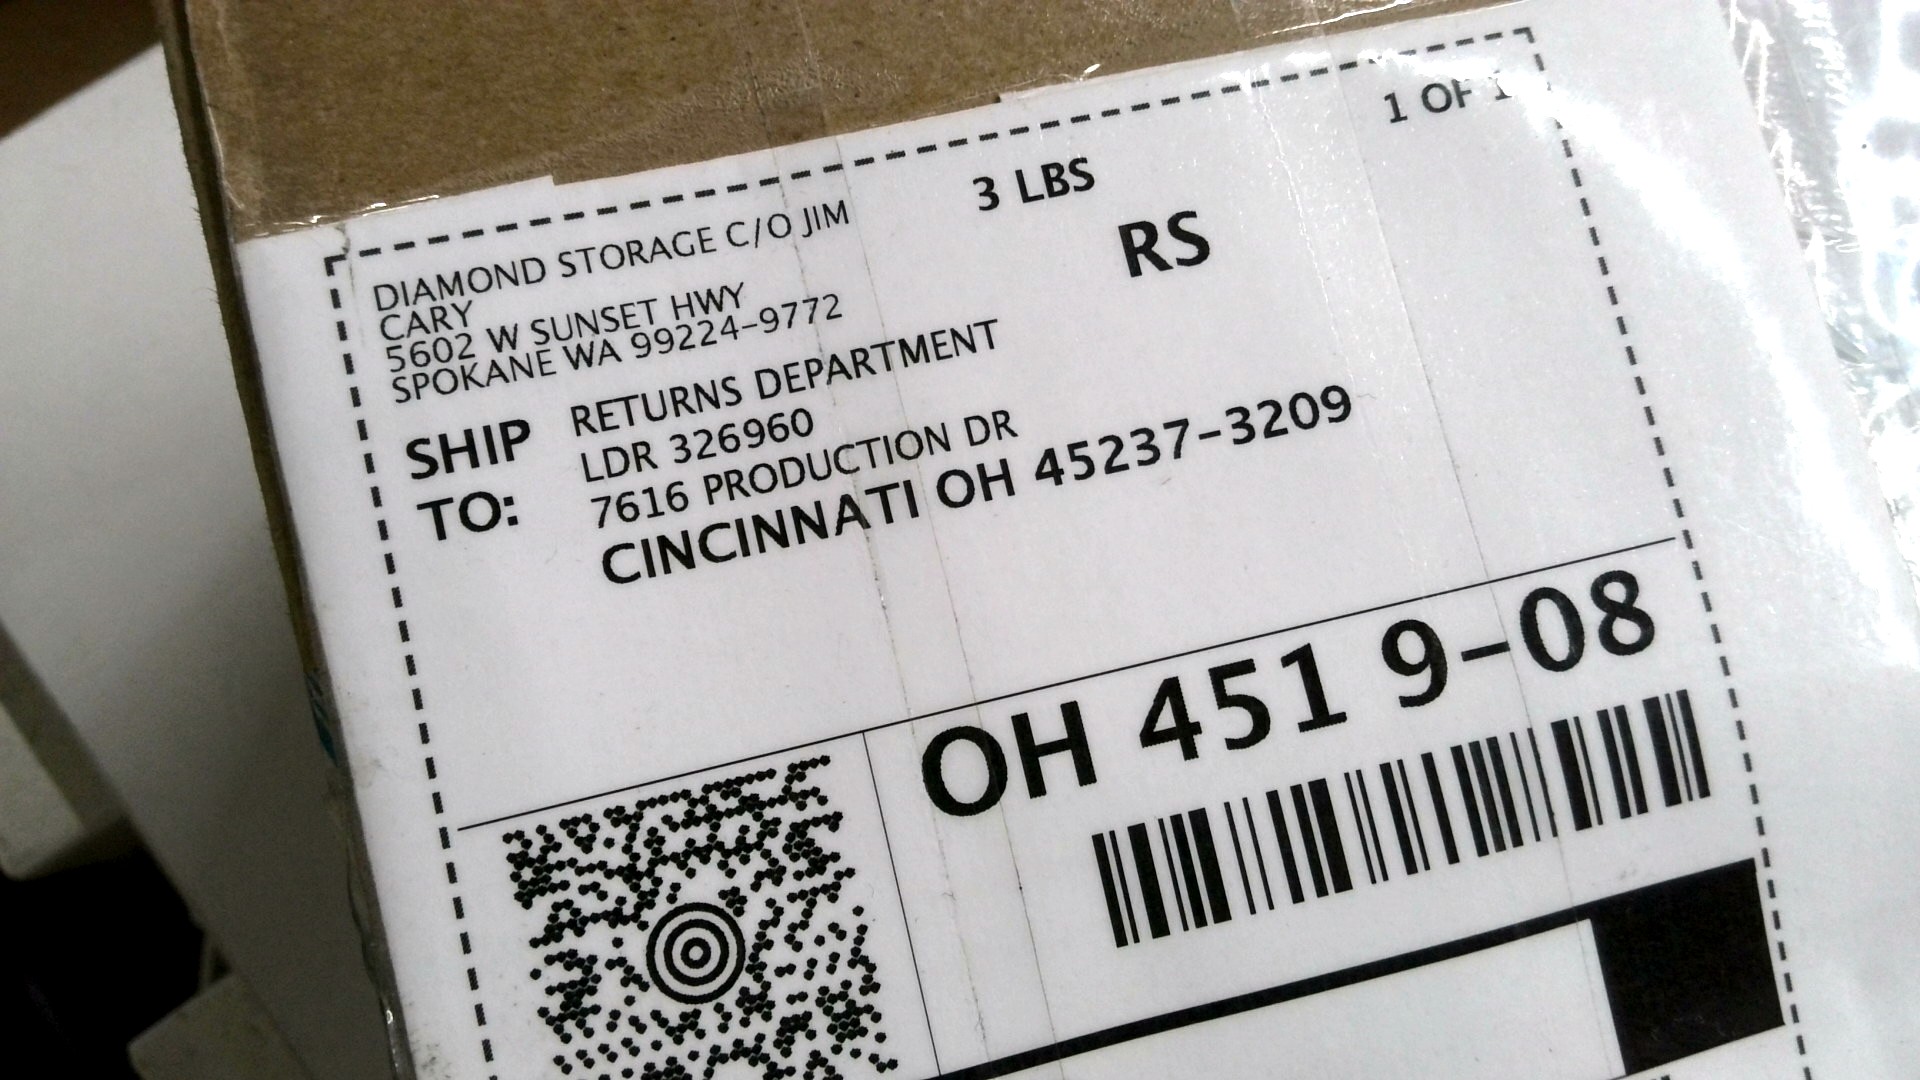 1 OF 1
DIAMOND STORAGE C/O JIM
CARY
5602 W SUNSET HWY
SPOKANE WA 99224-9772
3 LBS
RS
SHIP TO:
RETURNS DEPARTMENT
LDR 326960
7616 PRODUCTION DR
CINCINNATI OH 45237-3209
OH 451 9-08